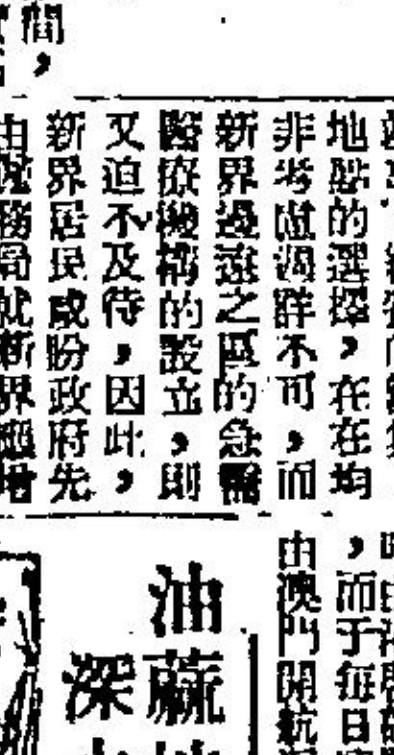 間
，
地點的選擇，在在均
非考慮週詳不可，而
新界邊遠之區的急需
醫療機構的設立，則
又迫不及待，因此，
新界居民咸盼政府先
由醫務局就新界
，而于每日
由澳門開航
油蔴
深